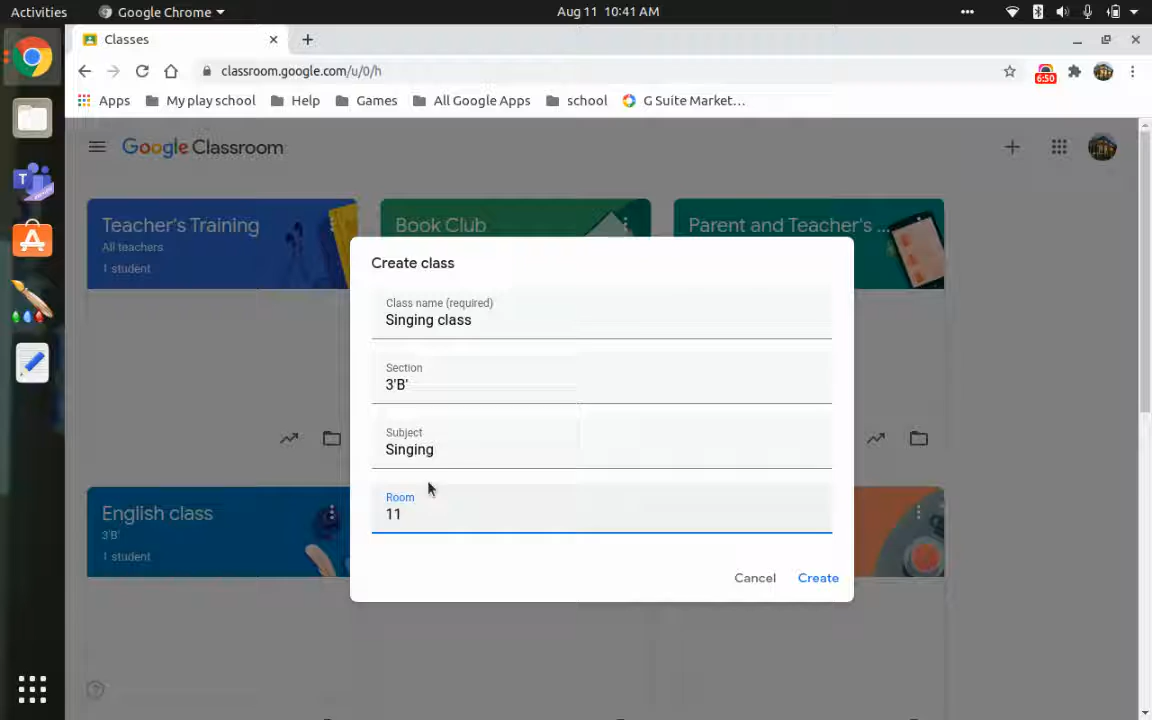 Activities
Google Chrome
Aug 11 10:41 AM
Classes
classroom.google.com/u/0/h
6:50
Apps
My play school
Help
Games
All Google Apps
school
G Suite Market...
Google Classroom
Teacher's Training
All teachers
1 student
Book Club
Parent and Teacher's ...
Create class
Class name (required)
Singing class
Section
3'B'
Subject
Singing
Room
11
Cancel
Create
English class
3'B'
1 student